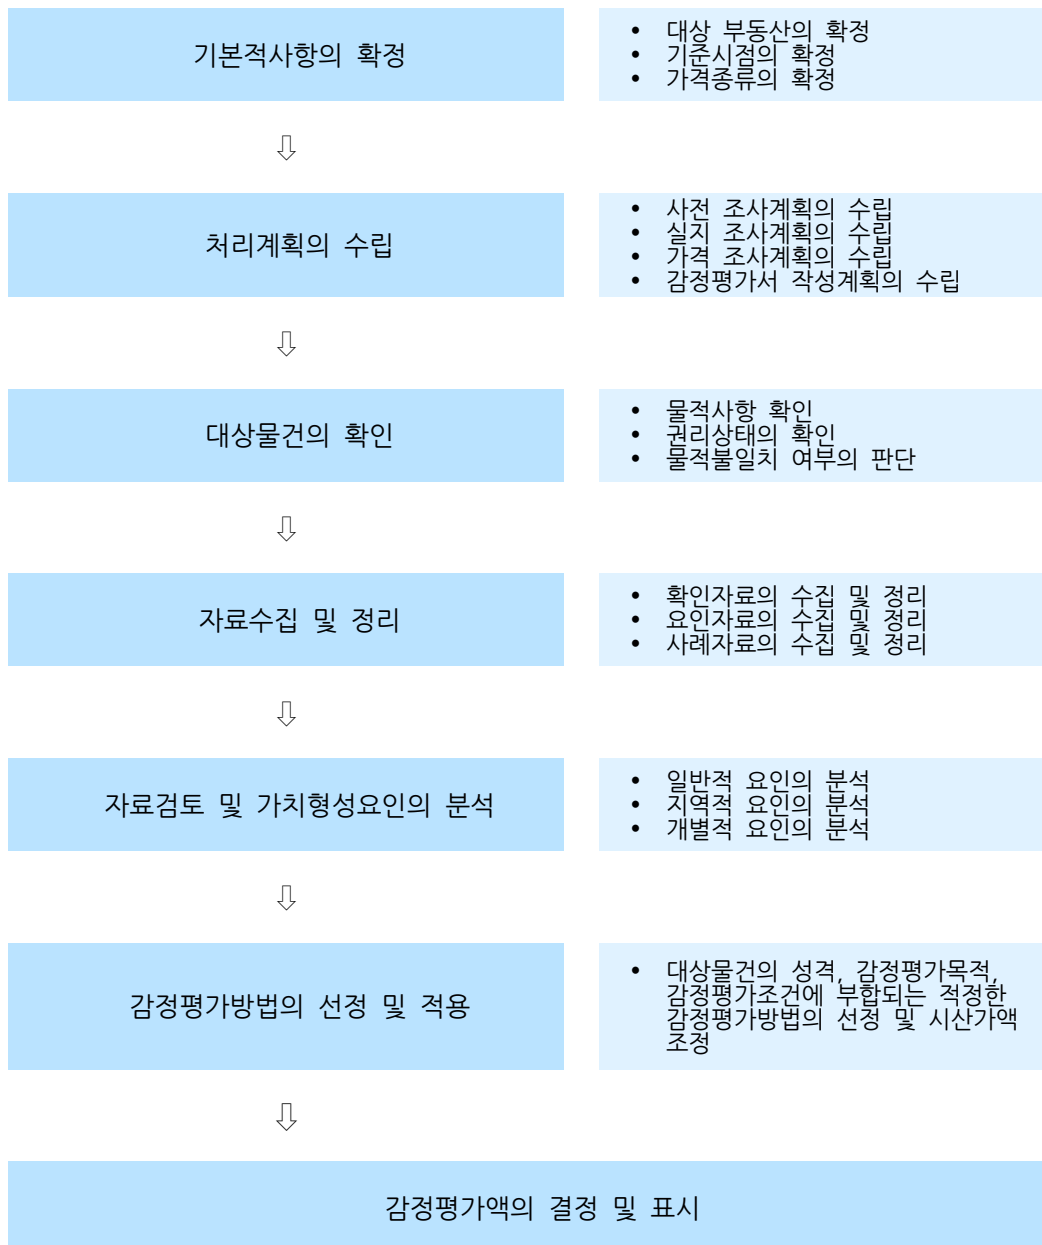 기본적사항의 확정
• 대상 부동산의 확정
• 기준시점의 확정
• 가격종류의 확정
⇩
처리계획의 수립
• 사전 조사계획의 수립
• 실지 조사계획의 수립
• 가격 조사계획의 수립
• 감정평가서 작성계획의 수립
⇩
대상물건의 확인
• 물적사항 확인
• 권리상태의 확인
• 물적불일치 여부의 판단
⇩
자료수집 및 정리
• 확인자료의 수집 및 정리
• 요인자료의 수집 및 정리
• 사례자료의 수집 및 정리
⇩
자료검토 및 가치형성요인의 분석
• 일반적 요인의 분석
• 지역적 요인의 분석
• 개별적 요인의 분석
⇩
감정평가방법의 선정 및 적용
• 대상물건의 성격, 감정평가목적,
감정평가조건에 부합되는 적정한
감정평가방법의 선정 및 시산가액
조정
⇩
감정평가액의 결정 및 표시